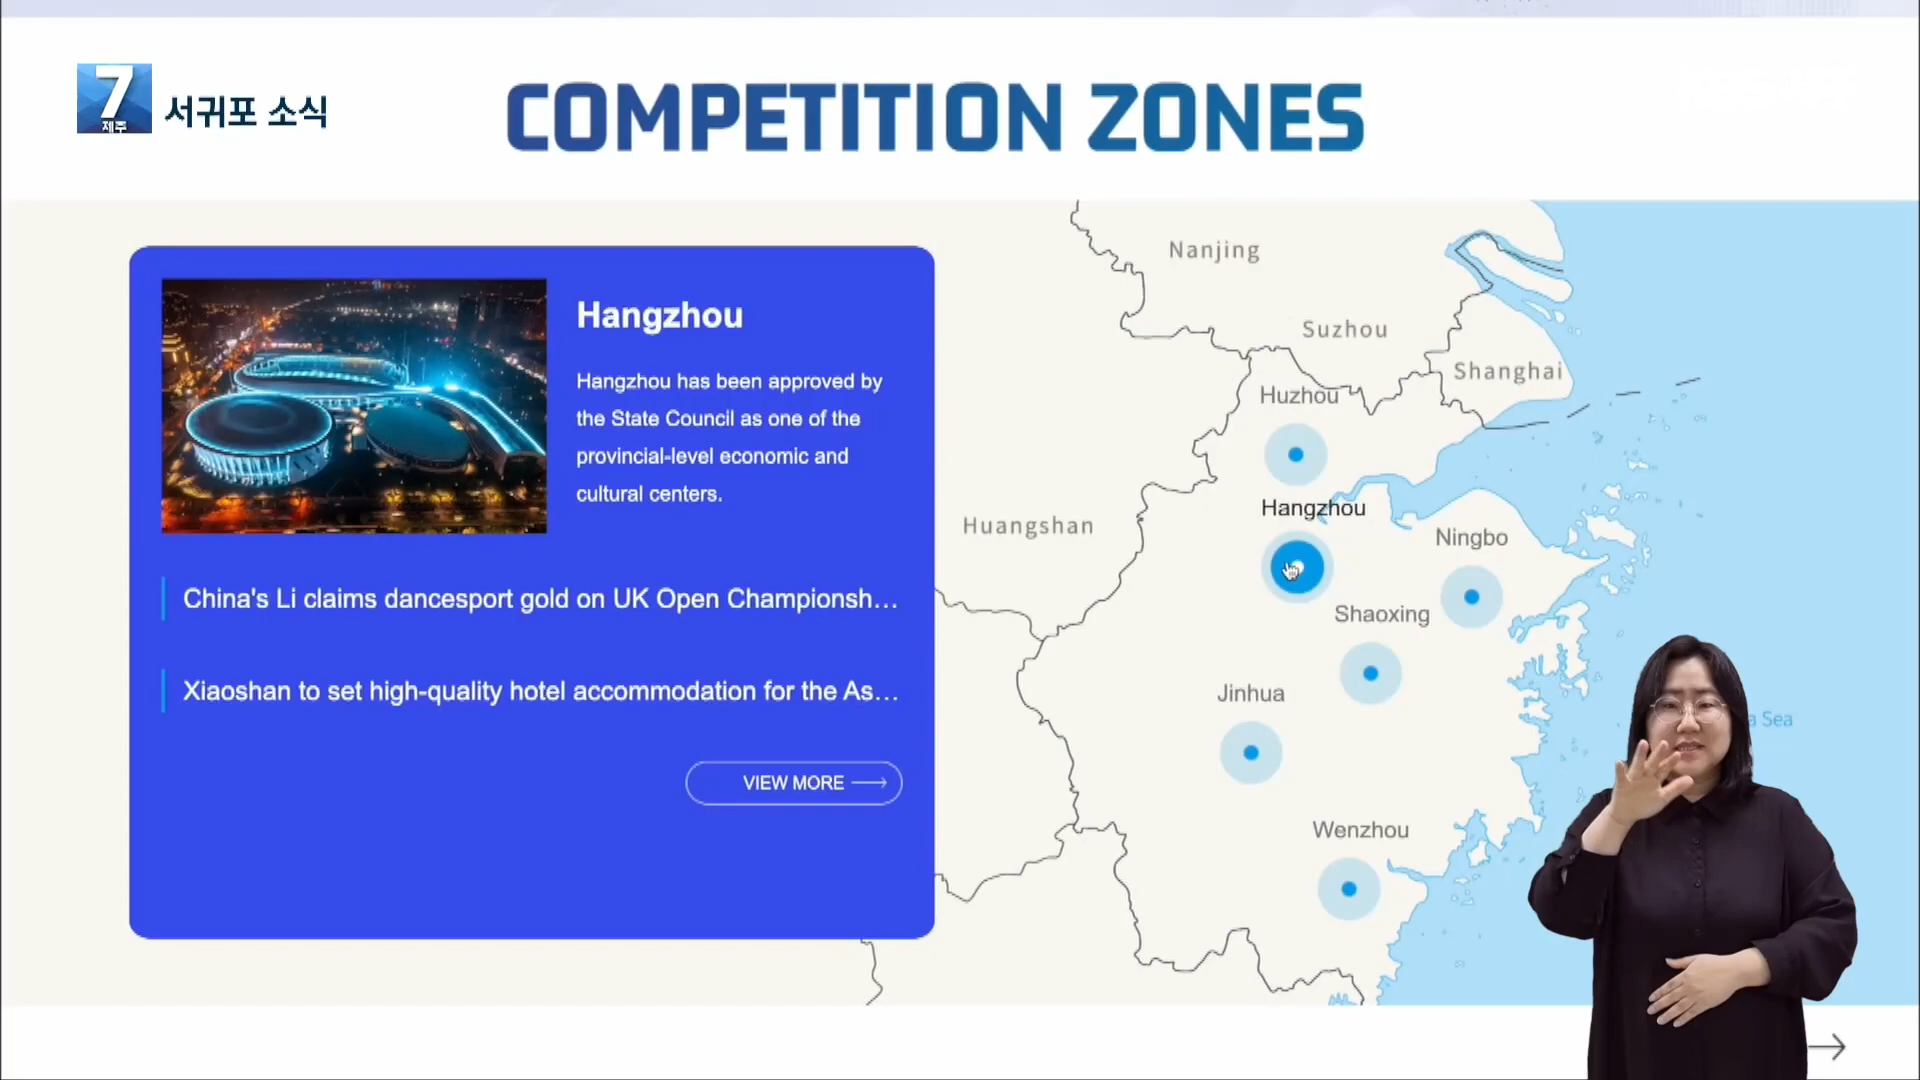 7
제주
서귀포 소식
COMPETITION ZONES
Hangzhou
Hangzhou has been approved by
the State Council as one of the
provincial-level economic and
cultural centers.
China's Li claims dancesport gold on UK Open Championsh...
Xiaoshan to set high-quality hotel accommodation for the As...
VIEW MORE
Nanjing
Suzhou
Shanghai
Huzhou
Hangzhou
Huangshan
Ningbo
Shaoxing
Jinhua
Wenzhou
a Sea